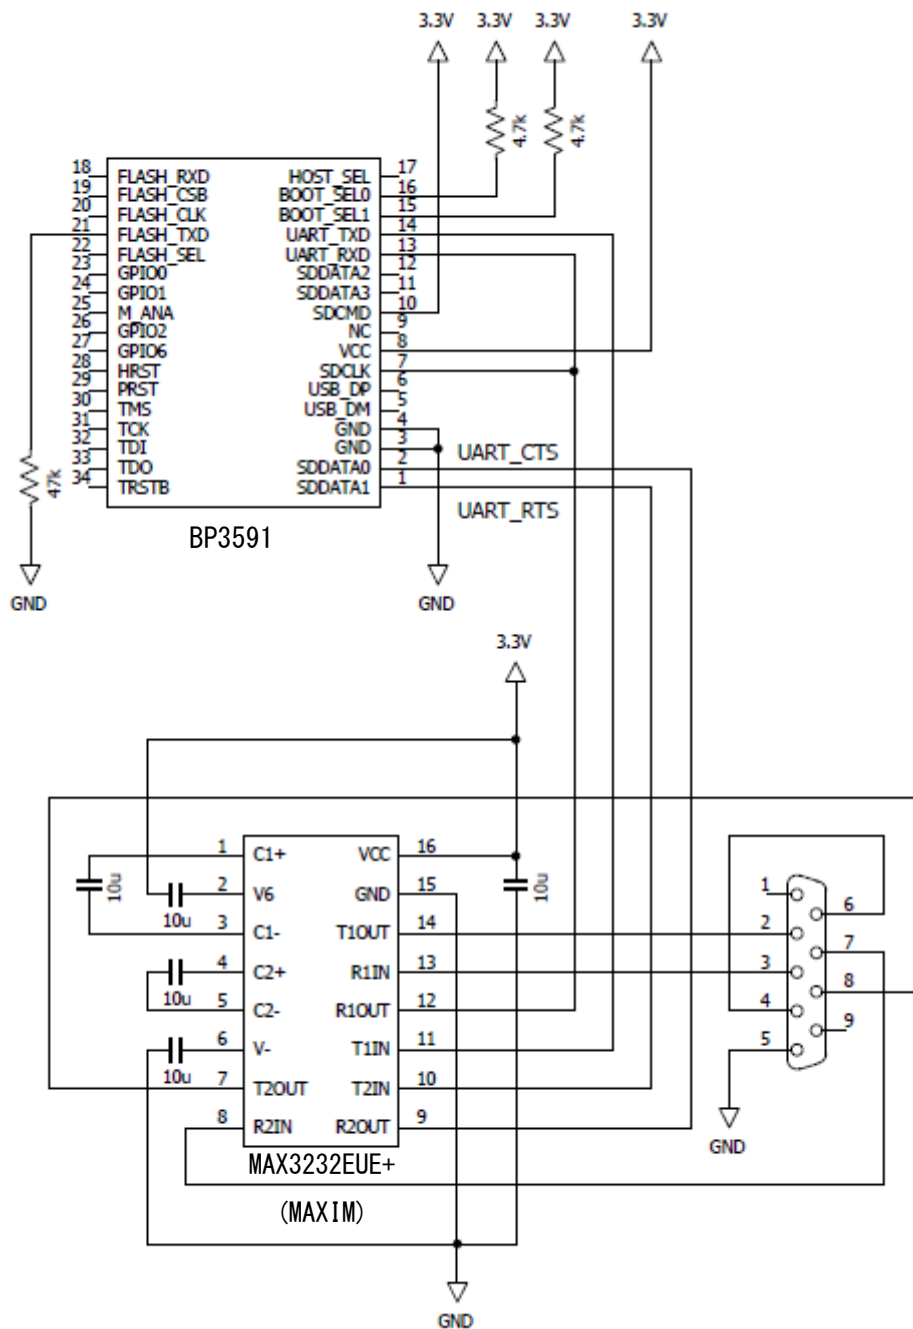 3.3V 3.3V 3.3V 3.3V
4.7k 4.7k
18 FLASH_RXD HOST_SEL 17
19 FLASH_CSB BOOT_SEL0 16
20 FLASH_CLK BOOT_SEL1 15
21 FLASH_TXD UART_TXD 14
22 FLASH_SEL UART_RXD 13
23 GPIO0 SDDATA2 12
24 GPIO1 SDDATA3 11
25 M_ANA SDCMD 10
26 GPIO2 NC 9
27 GPIO6 VCC 8
28 HRST SDCLK 7
29 PRST USB_DP 6
30 TMS USB_DM 5
31 TCK GND 4
32 TDI GND 3
33 TDO SDDATA0 2
34 TRSTB SDDATA1 1
UART_CTS
UART_RTS
47k
BP3591
GND GND
3.3V
1 C1+ VCC 16
2 V6 GND 15
3 C1- T1OUT 14
4 C2+ R1IN 13
5 C2- R1OUT 12
6 V- T1IN 11
7 T2OUT T2IN 10
8 R2IN R2OUT 9
10u
10u
10u
10u
10u
1
6
2
7
3
8
4
9
5
GND
MAX3232EUE+
(MAXIM)
GND